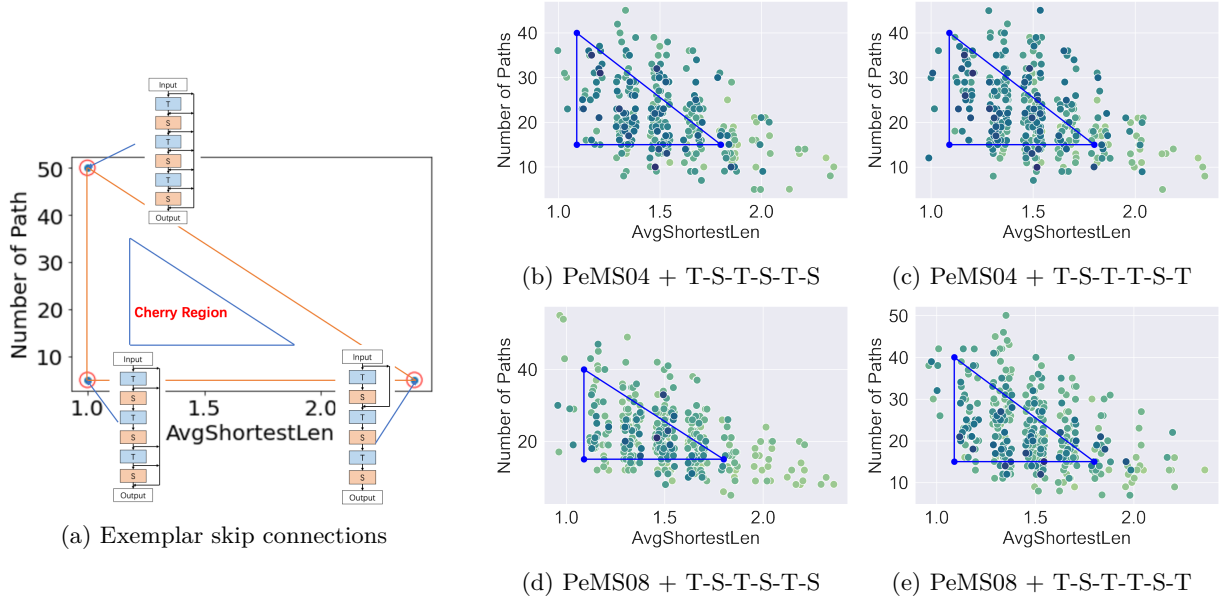 Input
T
S
T
S
T
S
Output
50
40
30
20
10
Number of Path
Cherry Region
1.0
1.5
2.0
AvgShortestLen
Input
T
S
T
S
T
S
Output
Input
T
S
T
S
T
S
Output
(a) Exemplar skip connections
40
30
20
10
Number of Paths
1.0
1.5
2.0
AvgShortestLen
(b) PeMS04 + T-S-T-S-T-S
40
30
20
10
Number of Paths
1.0
1.5
2.0
AvgShortestLen
(c) PeMS04 + T-S-T-T-S-T
40
20
Number of Paths
1.0
1.5
2.0
AvgShortestLen
(d) PeMS08 + T-S-T-S-T-S
50
40
30
20
10
Number of Paths
1.0
1.5
2.0
AvgShortestLen
(e) PeMS08 + T-S-T-T-S-T